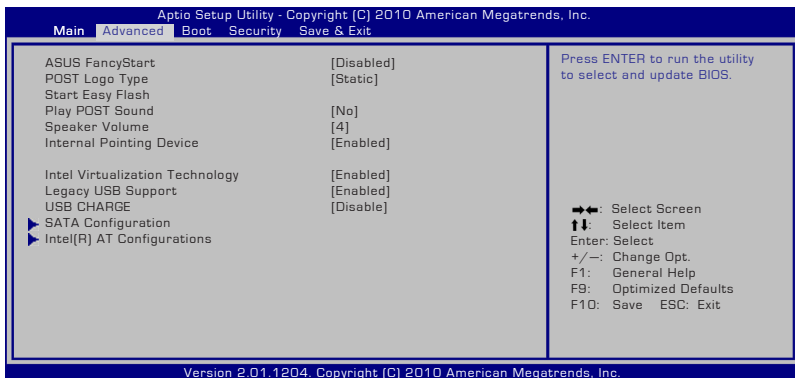 Aptio Setup Utility - Copyright (C) 2010 American Megatrends, Inc.
Main Advanced Boot Security Save & Exit
ASUS FancyStart [Disabled]
POST Logo Type [Static]
Start Easy Flash
Play POST Sound [No]
Speaker Volume [4]
Internal Pointing Device [Enabled]
Intel Virtualization Technology [Enabled]
Legacy USB Support [Enabled]
USB CHARGE [Disable]
SATA Configuration
Intel(R) AT Configurations
Press ENTER to run the utility
to select and update BIOS.
→←: Select Screen
↑↓: Select Item
Enter: Select
+/—: Change Opt.
F1: General Help
F9: Optimized Defaults
F10: Save ESC: Exit
Version 2.01.1204. Copyright (C) 2010 American Megatrends, Inc.